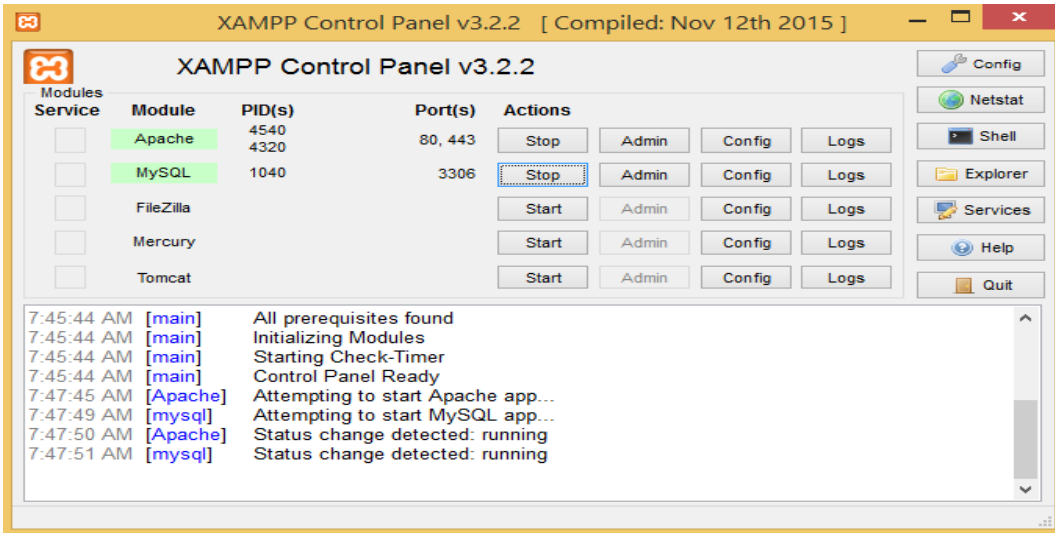 XAMPP Control Panel v3.2.2 [ Compiled: Nov 12th 2015 ]
XAMPP Control Panel v3.2.2
Config
Modules
Service Module PID(s) Port(s) Actions
Netstat
Apache 4540 4320 80, 443 Stop Admin Config Logs
Shell
MySQL 1040 3306 Stop Admin Config Logs
Explorer
FileZilla Start Admin Config Logs
Services
Mercury Start Admin Config Logs
Help
Tomcat Start Admin Config Logs
Quit
7:45:44 AM [main] All prerequisites found
7:45:44 AM [main] Initializing Modules
7:45:44 AM [main] Starting Check-Timer
7:45:44 AM [main] Control Panel Ready
7:47:45 AM [Apache] Attempting to start Apache app...
7:47:49 AM [mysql] Attempting to start MySQL app...
7:47:50 AM [Apache] Status change detected: running
7:47:51 AM [mysql] Status change detected: running